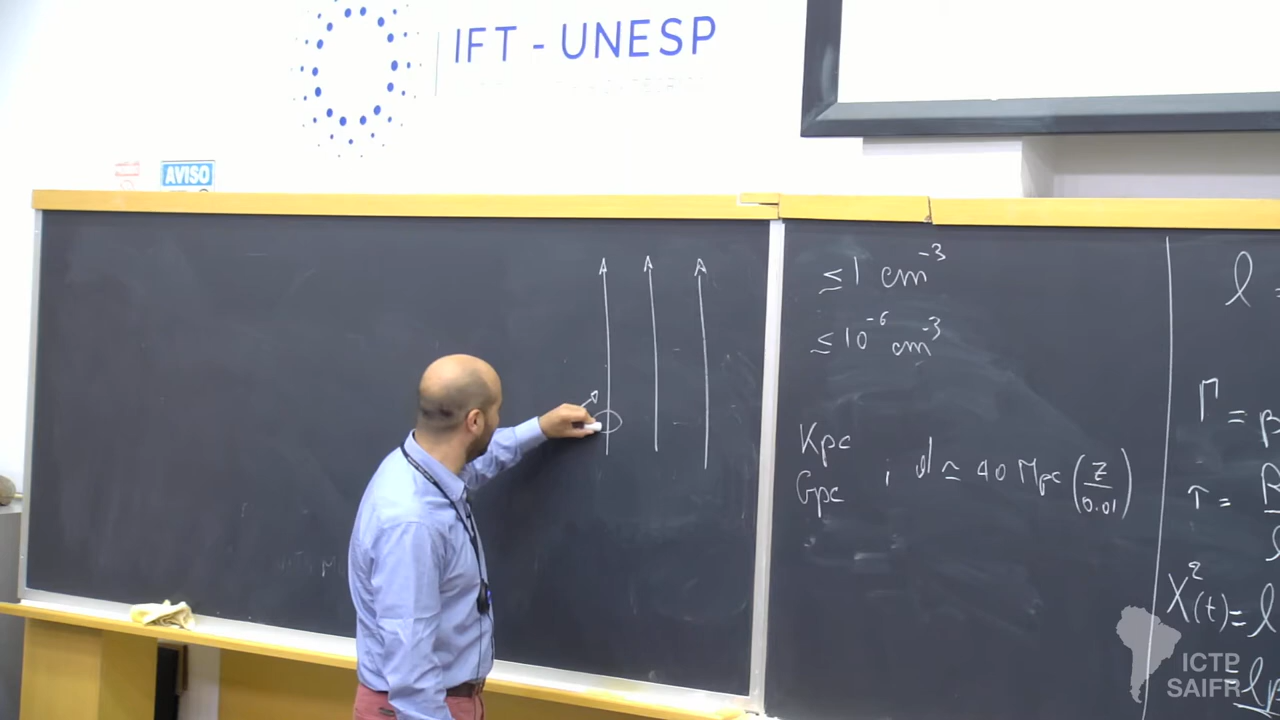 IFT - UNESP
AVISO
≤ 1 cm⁻³
≤ 10⁻⁶ cm⁻³
Kpc
Gpc ; d ≃ 40 Mpc (z/0.01)
l =
Γ =
τ =
X²(t) = l
ICTP
SAIFR